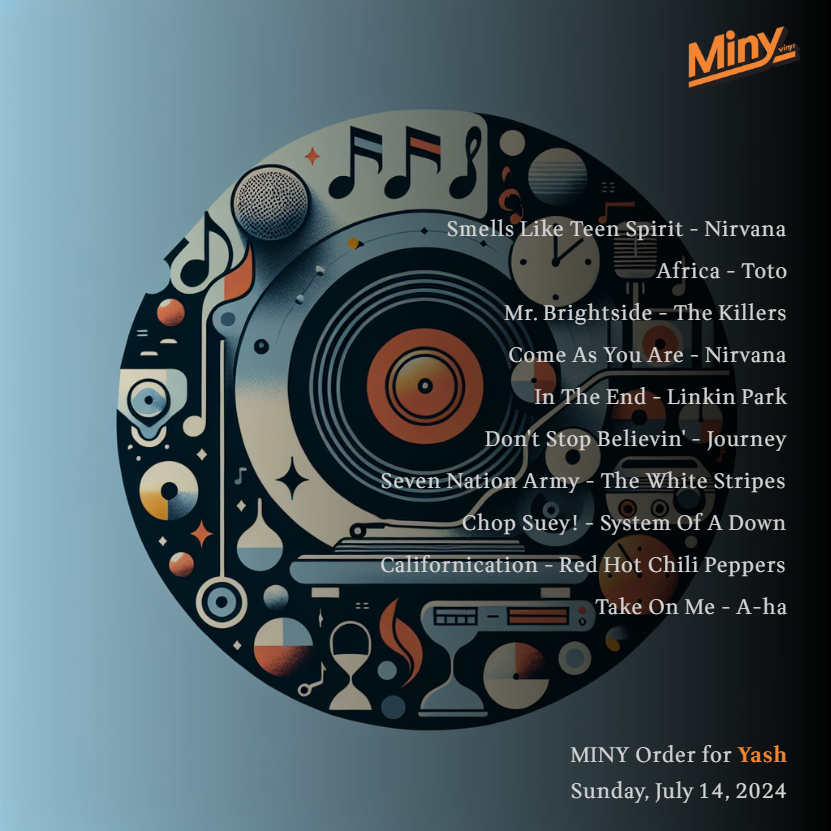 Miny
vinyl
Smells Like Teen Spirit - Nirvana
Africa - Toto
Mr. Brightside - The Killers
Come As You Are - Nirvana
In The End - Linkin Park
Don't Stop Believin' - Journey
Seven Nation Army - The White Stripes
Chop Suey! - System Of A Down
Californication - Red Hot Chili Peppers
Take On Me - A-ha
MINY Order for Yash
Sunday, July 14, 2024